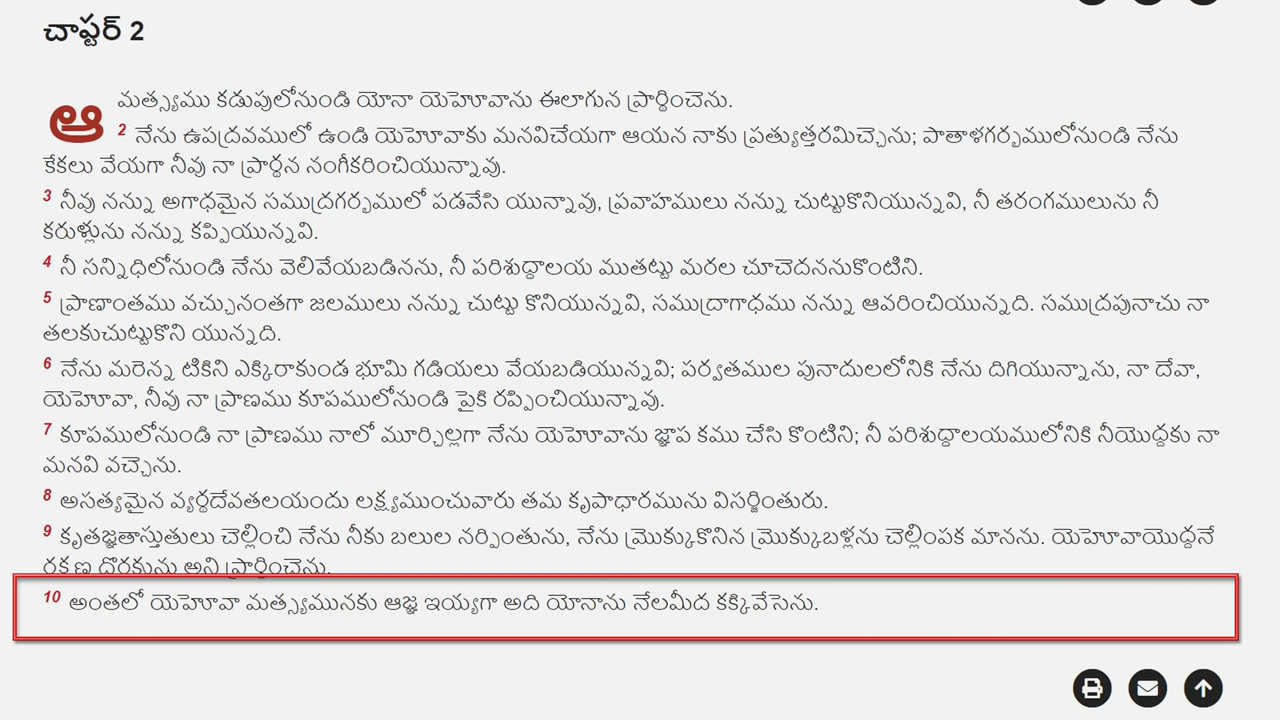 చాప్టర్ 2
ఆ మత్స్యము కడుపులోనుండి యోనా యెహోవాను ఈలాగున ప్రార్థించెను.
2 నేను ఉపద్రవములో ఉండి యెహోవాకు మనవిచేయగా ఆయన నాకు ప్రత్యుత్తరమిచ్చెను; పాతాళగర్భములోనుండి నేను
కేకలు వేయగా నీవు నా ప్రార్థన నంగీకరించియున్నావు.
3 నీవు నన్ను అగాధమైన సముద్రగర్భములో పడవేసి యున్నావు, ప్రవాహములు నన్ను చుట్టుకొనియున్నవి, నీ తరంగములును నీ
కరుళ్లును నన్ను కప్పియున్నవి.
4 నీ సన్నిధిలోనుండి నేను వెలివేయబడినను, నీ పరిశుద్ధాలయ ముతట్టు మరల చూచెదననుకొంటిని.
5 ప్రాణాంతము వచ్చునంతగా జలములు నన్ను చుట్టు కొనియున్నవి, సముద్రాగాధము నన్ను ఆవరించియున్నది. సముద్రపునాచు నా
తలకుచుట్టుకొని యున్నది.
6 నేను మరెన్న టికిని ఎక్కిరాకుండ భూమి గడియలు వేయబడియున్నవి; పర్వతముల పునాదులలోనికి నేను దిగియున్నాను, నా దేవా,
యెహోవా, నీవు నా ప్రాణము కూపములోనుండి పైకి రప్పించియున్నావు.
7 కూపములోనుండి నా ప్రాణము నాలో మూర్ఛిల్లగా నేను యెహోవాను జ్ఞాప కము చేసి కొంటిని; నీ పరిశుద్ధాలయములోనికి నీయొద్దకు నా
మనవి వచ్చెను.
8 అసత్యమైన వ్యర్థదేవతలయందు లక్ష్యముంచువారు తమ కృపాధారమును విసర్జింతురు.
9 కృతజ్ఞతాస్తుతులు చెల్లించి నేను నీకు బలుల నర్పింతును, నేను మ్రొక్కుకొనిన మ్రొక్కుబళ్లను చెల్లింపక మానను. యెహోవాయొద్దనే
రక్షణ దొరకును అని ప్రార్థించెను.
10 అంతలో యెహోవా మత్స్యమునకు ఆజ్ఞ ఇయ్యగా అది యోనాను నేలమీద కక్కివేసెను.